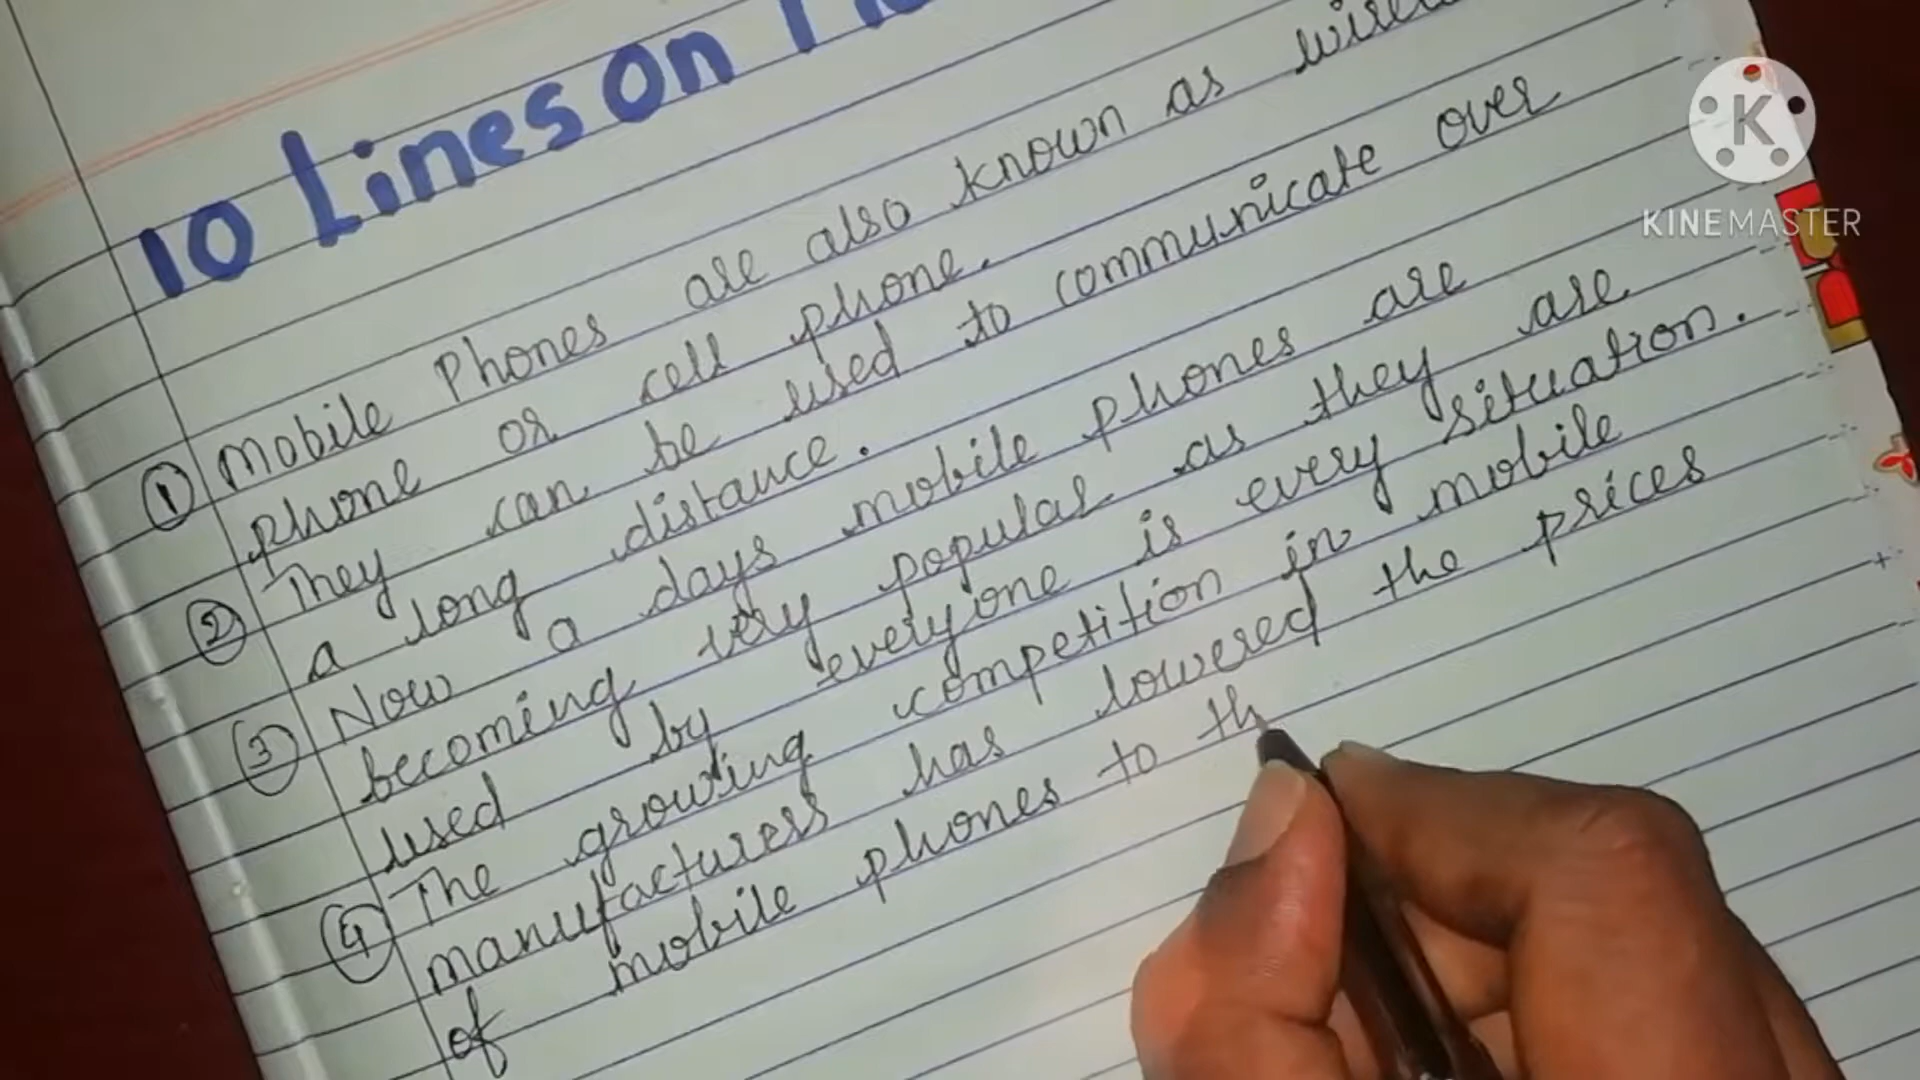 10 Lines On
① Mobile Phones are also known as
phone or cell phone.
② They can be used to communicate over
a long distance.
③ Now a days mobile phones are
becoming very popular as they are
used by everyone is every situation.
④ The growing competition in mobile
manufacturers has lowered the prices
of mobile phones to th
K
KINEMASTER